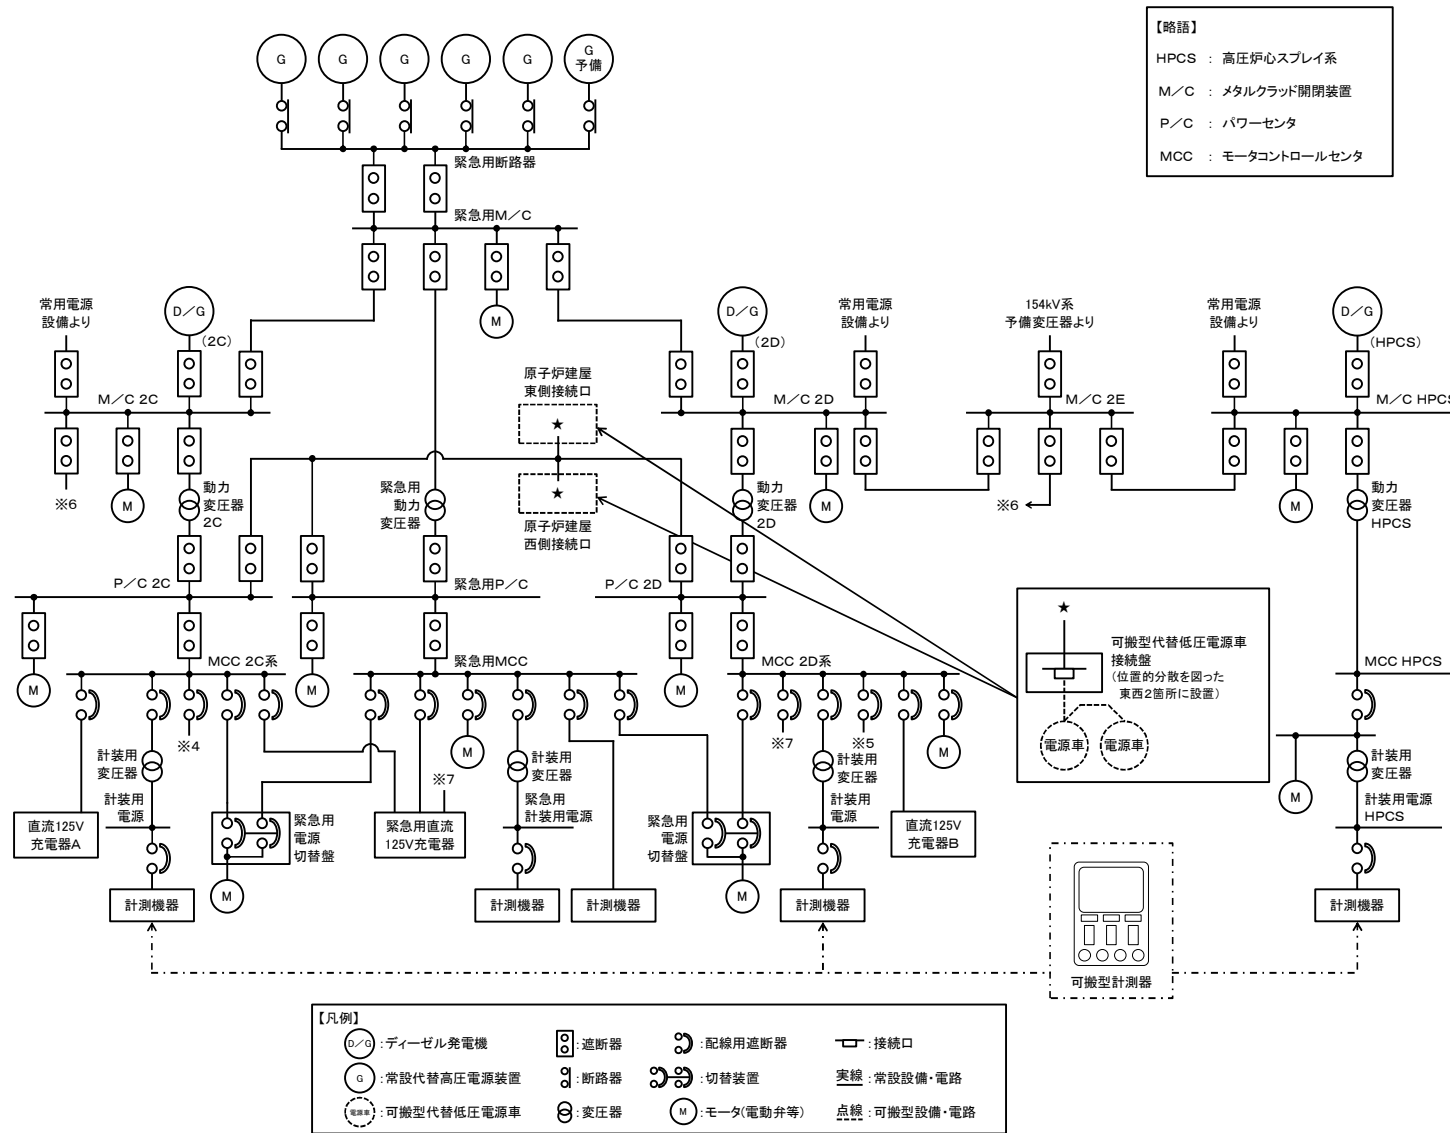 【略語】
HPCS : 高圧炉心スプレイ系
M/C : メタルクラッド開閉装置
P/C : パワーセンタ
MCC : モータコントロールセンタ
G
G
G
G
G
G
予備
緊急用断路器
緊急用M/C
常用電源
設備より
D/G
(2C)
M
D/G
(2D)
常用電源
設備より
154kV系
予備変圧器より
常用電源
設備より
D/G
(HPCS)
原子炉建屋
東側接続口
★
M/C 2C
M/C 2D
M/C 2E
M/C HPCS
※6
M
動力
変圧器
2C
緊急用
動力
変圧器
★
原子炉建屋
西側接続口
動力
変圧器
2D
M
※6
M
動力
変圧器
HPCS
P/C 2C
緊急用P/C
P/C 2D
★
可搬型代替低圧電源車
接続盤
(位置的分散を図った
東西2箇所に設置)
電源車
電源車
M
MCC 2C系
M
緊急用MCC
M
MCC 2D系
MCC HPCS
※4
M
※7
※5
M
計装用
変圧器
※7
計装用
変圧器
計装用
変圧器
計装用
変圧器
M
計装用
電源
緊急用
計装用電源
計装用
電源
計装用電源
HPCS
直流125V
充電器A
緊急用
電源
切替盤
緊急用直流
125V充電器
緊急用
電源
切替盤
直流125V
充電器B
M
M
計測機器
計測機器
計測機器
計測機器
計測機器
可搬型計測器
【凡例】
D/G :ディーゼル発電機
:遮断器
:配線用遮断器
:接続口
G :常設代替高圧電源装置
:断路器
:切替装置
実線 :常設設備・電路
電源車 :可搬型代替低圧電源車
:変圧器
M :モータ(電動弁等)
点線 :可搬型設備・電路